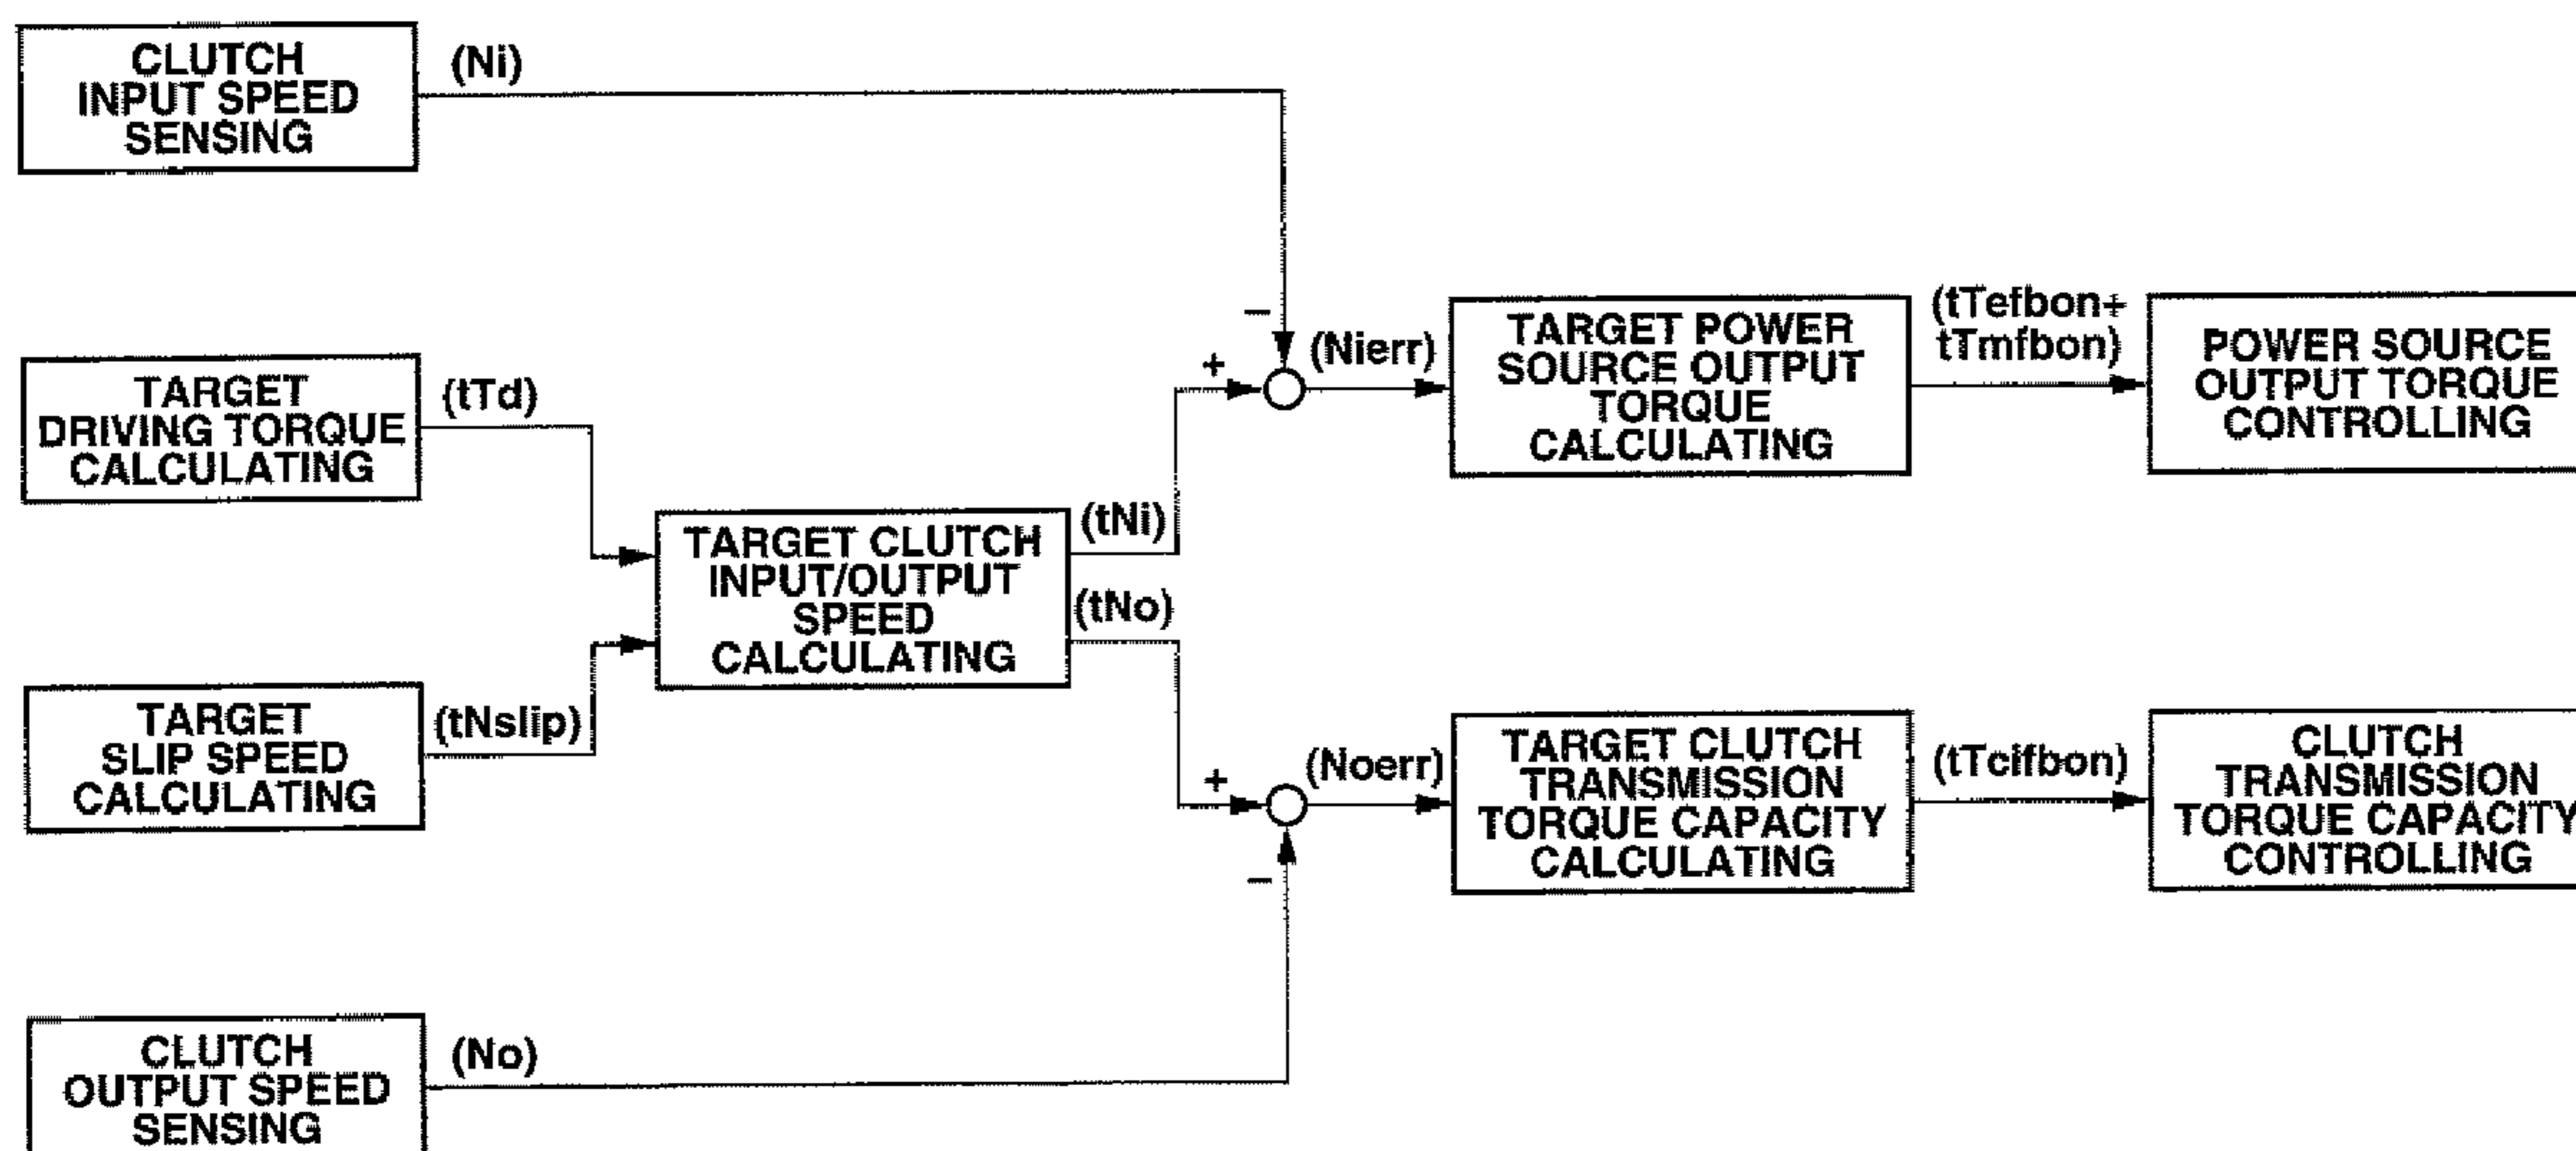 CLUTCH
INPUT SPEED
SENSING
(Ni)
TARGET
DRIVING TORQUE
CALCULATING
(tTd)
TARGET
SLIP SPEED
CALCULATING
(tNslip)
CLUTCH
OUTPUT SPEED
SENSING
(No)
TARGET CLUTCH
INPUT/OUTPUT
SPEED
CALCULATING
(tNi)
(tNo)
−
+
(Nierr)
+
−
(Noerr)
TARGET POWER
SOURCE OUTPUT
TORQUE
CALCULATING
(tTefbon+
tTmfbon)
POWER SOURCE
OUTPUT TORQUE
CONTROLLING
TARGET CLUTCH
TRANSMISSION
TORQUE CAPACITY
CALCULATING
(tTcifbon)
CLUTCH
TRANSMISSION
TORQUE CAPACITY
CONTROLLING